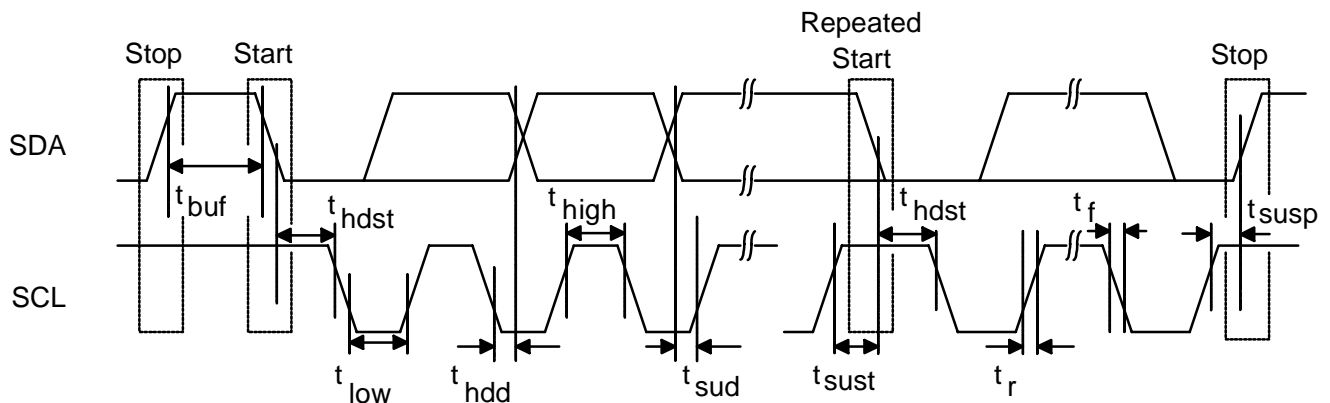 Repeated
Stop Start Start Stop
SDA
t buf t hdst t high t hdst t f t susp
SCL
t low t hdd t sud t sust t r